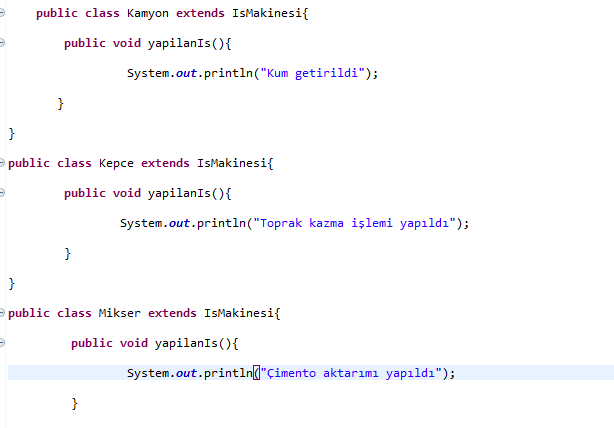 public class Kamyon extends IsMakinesi{
public void yapilanIs(){
System.out.println("Kum getirildi");
}
}
public class Kepce extends IsMakinesi{
public void yapilanIs(){
System.out.println("Toprak kazma işlemi yapıldı");
}
}
public class Mikser extends IsMakinesi{
public void yapilanIs(){
System.out.println("Çimento aktarımı yapıldı");
}